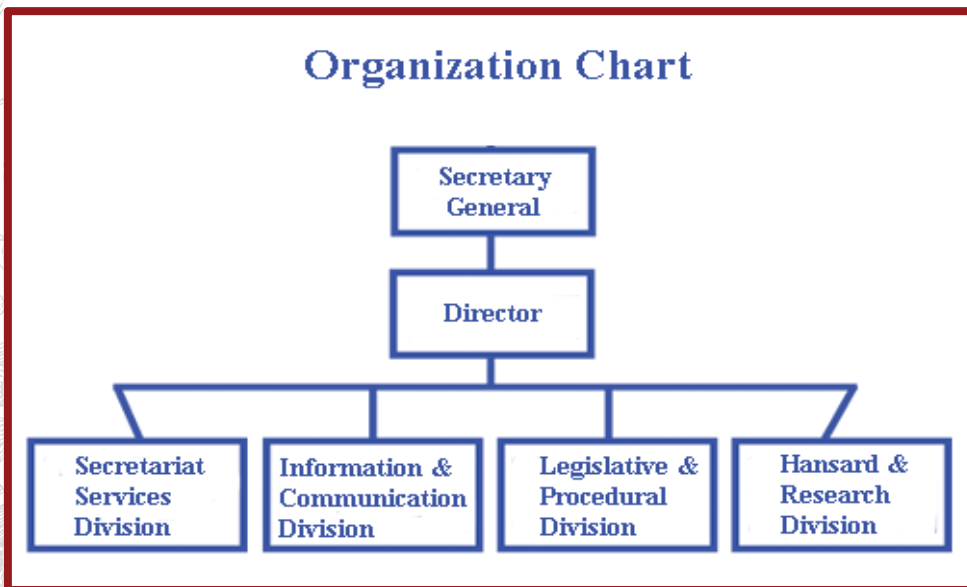 Organization Chart
Secretary
General
Director
Secretariat
Services
Division
Information &
Communication
Division
Legislative &
Procedural
Division
Hansard &
Research
Division